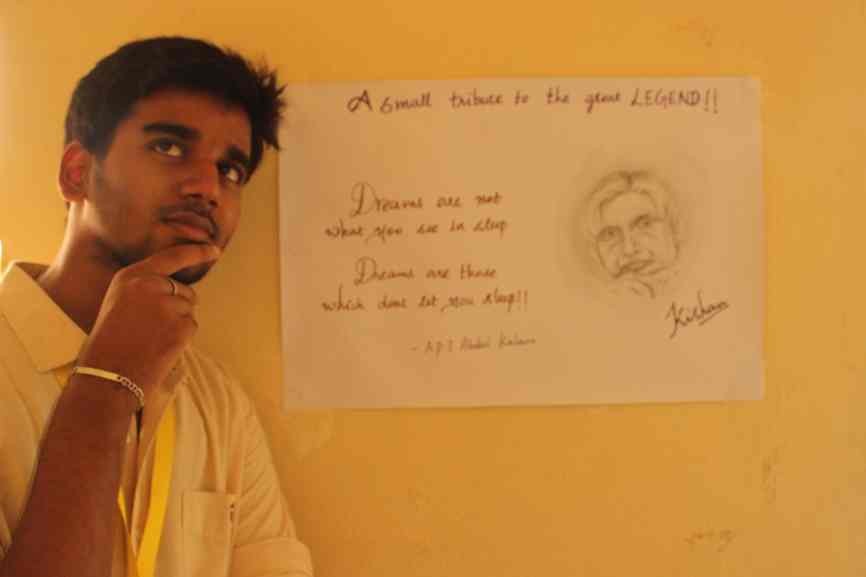 A small tribute to the great LEGEND!!
Dreams are not
what you see in sleep
Dreams are those
which dont let you sleep!!
- A.P.J Abdul Kalam
Kishan